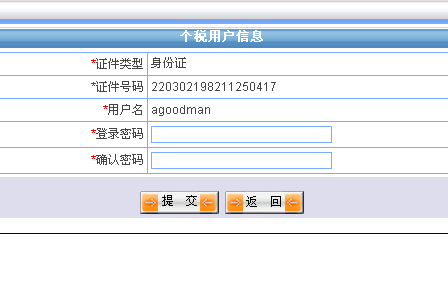 个税用户信息
*证件类型 身份证
*证件号码 220302198211250417
*用户名 agoodman
*登录密码
*确认密码
提 交 返 回